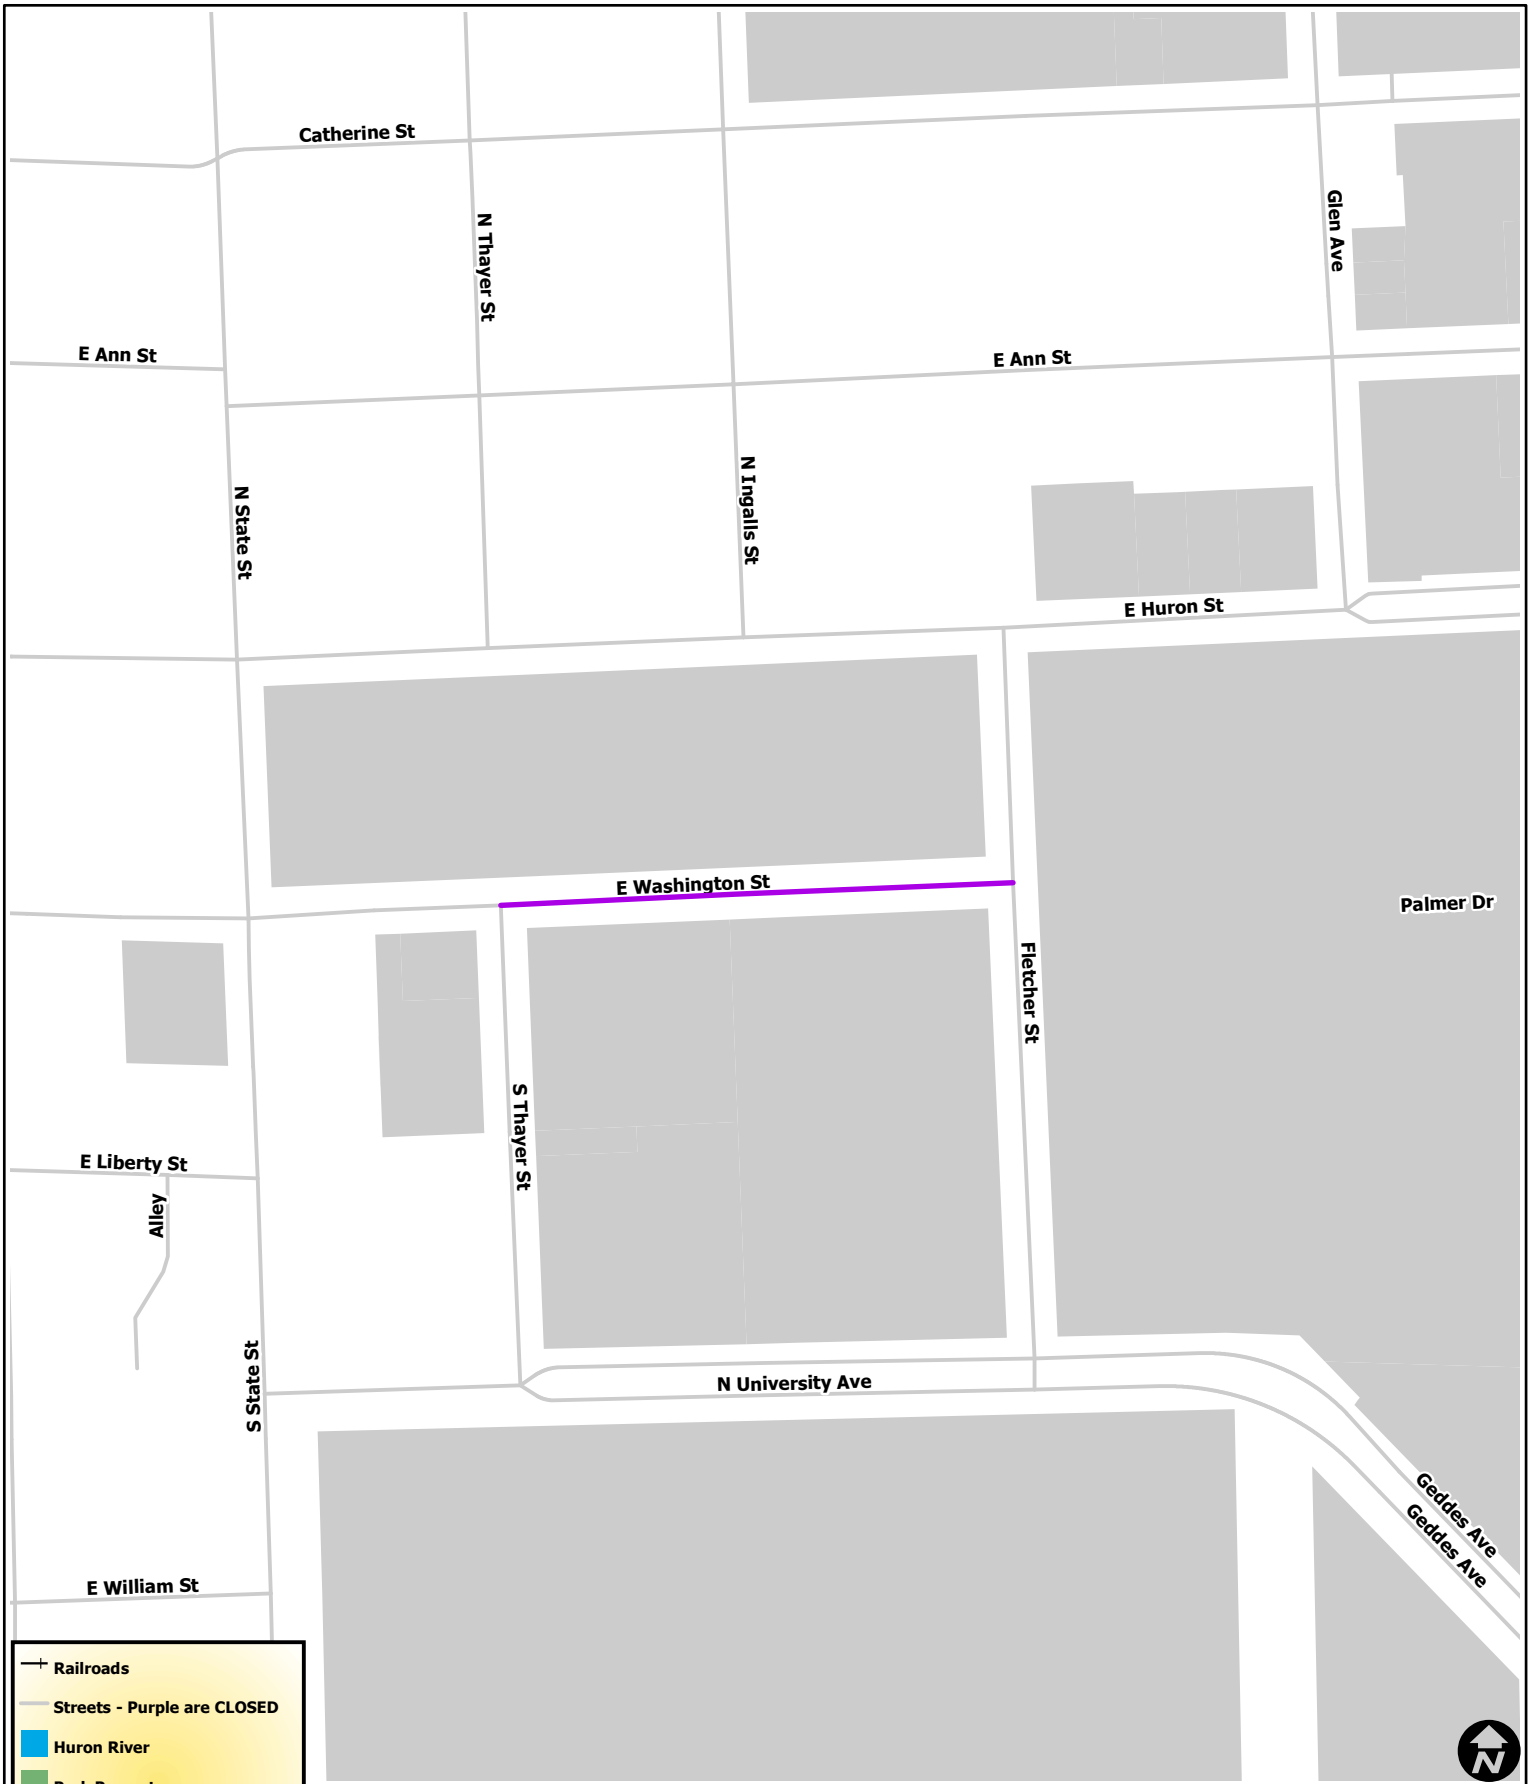 Catherine St
N Thayer St
Glen Ave
E Ann St
E Ann St
N State St
N Ingalls St
E Huron St
E Washington St
Palmer Dr
Fletcher St
S Thayer St
E Liberty St
Alley
S State St
N University Ave
Geddes Ave
Geddes Ave
E William St
Railroads
Streets - Purple are CLOSED
Huron River
N